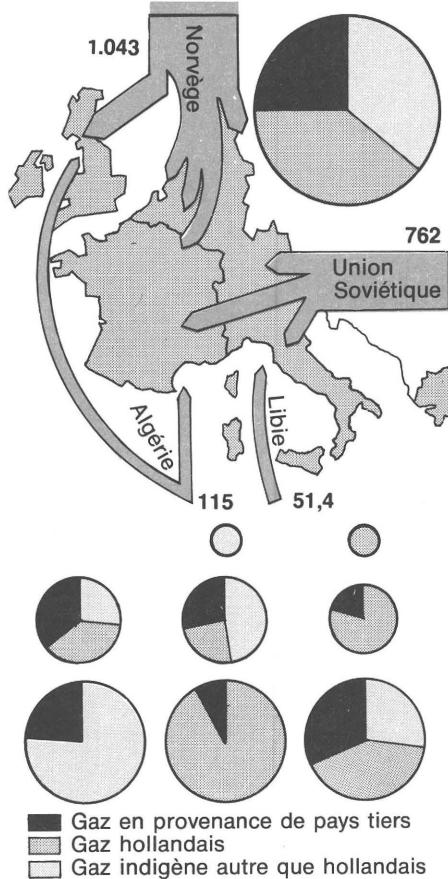 1.043
Norvège
762
Union
Soviétique
Algérie
Libie
115
51,4
Gaz en provenance de pays tiers
Gaz hollandais
Gaz indigène autre que hollandais